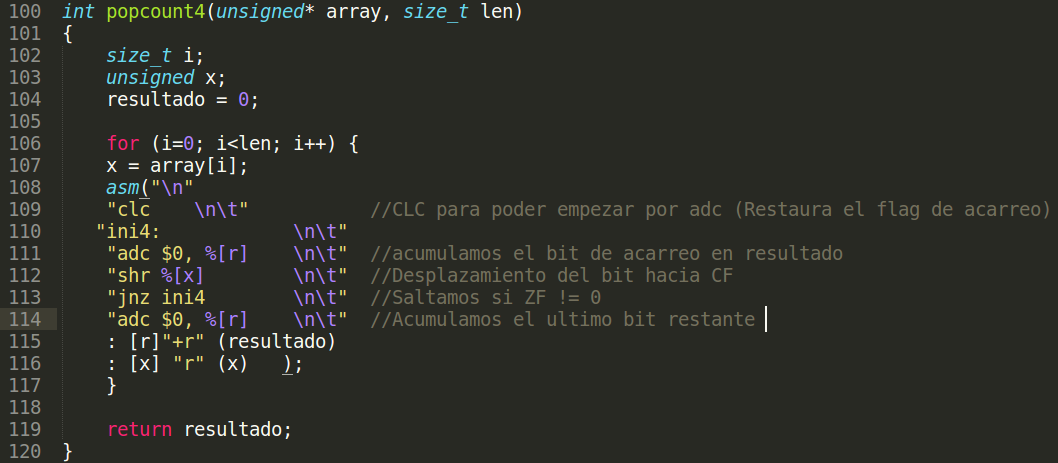 100 int popcount4(unsigned* array, size_t len)
101 {
102     size_t i;
103     unsigned x;
104     resultado = 0;
105
106     for (i=0; i<len; i++) {
107     x = array[i];
108     asm("\n"
109     "clc    \n\t"           //CLC para poder empezar por adc (Restaura el flag de acarreo)
110    "ini4:            \n\t"
111     "adc $0, %[r]    \n\t"  //acumulamos el bit de acarreo en resultado
112     "shr %[x]        \n\t"  //Desplazamiento del bit hacia CF
113     "jnz ini4        \n\t"  //Saltamos si ZF != 0
114     "adc $0, %[r]    \n\t"  //Acumulamos el ultimo bit restante
115     : [r]"+r" (resultado)
116     : [x] "r" (x)   );
117     }
118
119     return resultado;
120 }